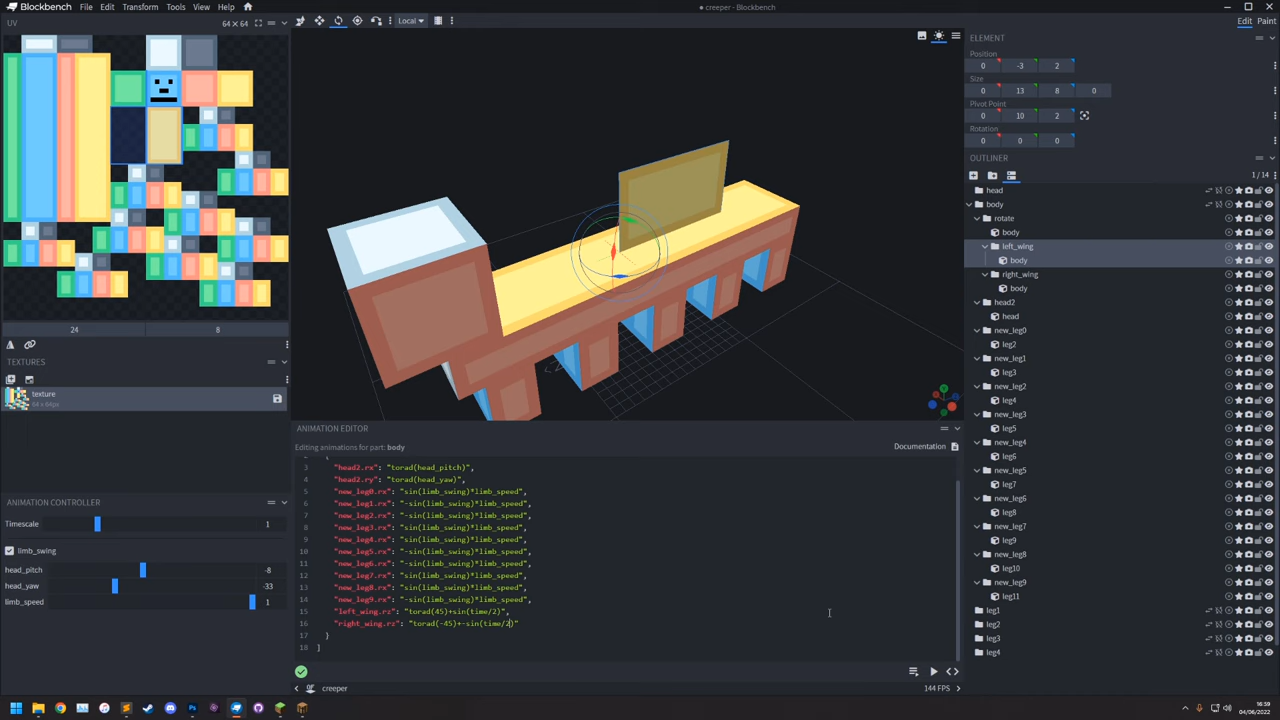 File Edit Transform Tools View Help
creeper - Blockbench
Edit Paint
UV
64 × 64
Local
24 8
TEXTURES
texture
64 x 64px
ANIMATION CONTROLLER
Timescale 1
limb_swing
head_pitch -8
head_yaw -33
limb_speed 1
ANIMATION EDITOR
Editing animations for part: body
Documentation
2 {
3 "head2.rx": "torad(head_pitch)",
4 "head2.ry": "torad(head_yaw)",
5 "new_leg0.rx": "sin(limb_swing)*limb_speed",
6 "new_leg1.rx": "-sin(limb_swing)*limb_speed",
7 "new_leg2.rx": "-sin(limb_swing)*limb_speed",
8 "new_leg3.rx": "sin(limb_swing)*limb_speed",
9 "new_leg4.rx": "sin(limb_swing)*limb_speed",
10 "new_leg5.rx": "-sin(limb_swing)*limb_speed",
11 "new_leg6.rx": "-sin(limb_swing)*limb_speed",
12 "new_leg7.rx": "sin(limb_swing)*limb_speed",
13 "new_leg8.rx": "sin(limb_swing)*limb_speed",
14 "new_leg9.rx": "-sin(limb_swing)*limb_speed",
15 "left_wing.rz": "torad(45)+sin(time/2)",
16 "right_wing.rz": "torad(-45)+-sin(time/2)"
17 }
18 ]
creeper
144 FPS
ELEMENT
Position
0 -3 2
Size
0 13 8 0
Pivot Point
0 10 2
Rotation
0 0 0
OUTLINER
1 / 14
head
body
rotate
body
left_wing
body
right_wing
body
head2
head
new_leg0
leg2
new_leg1
leg3
new_leg2
leg4
new_leg3
leg5
new_leg4
leg6
new_leg5
leg7
new_leg6
leg8
new_leg7
leg9
new_leg8
leg10
new_leg9
leg11
leg1
leg2
leg3
leg4
16:59
04/06/2022